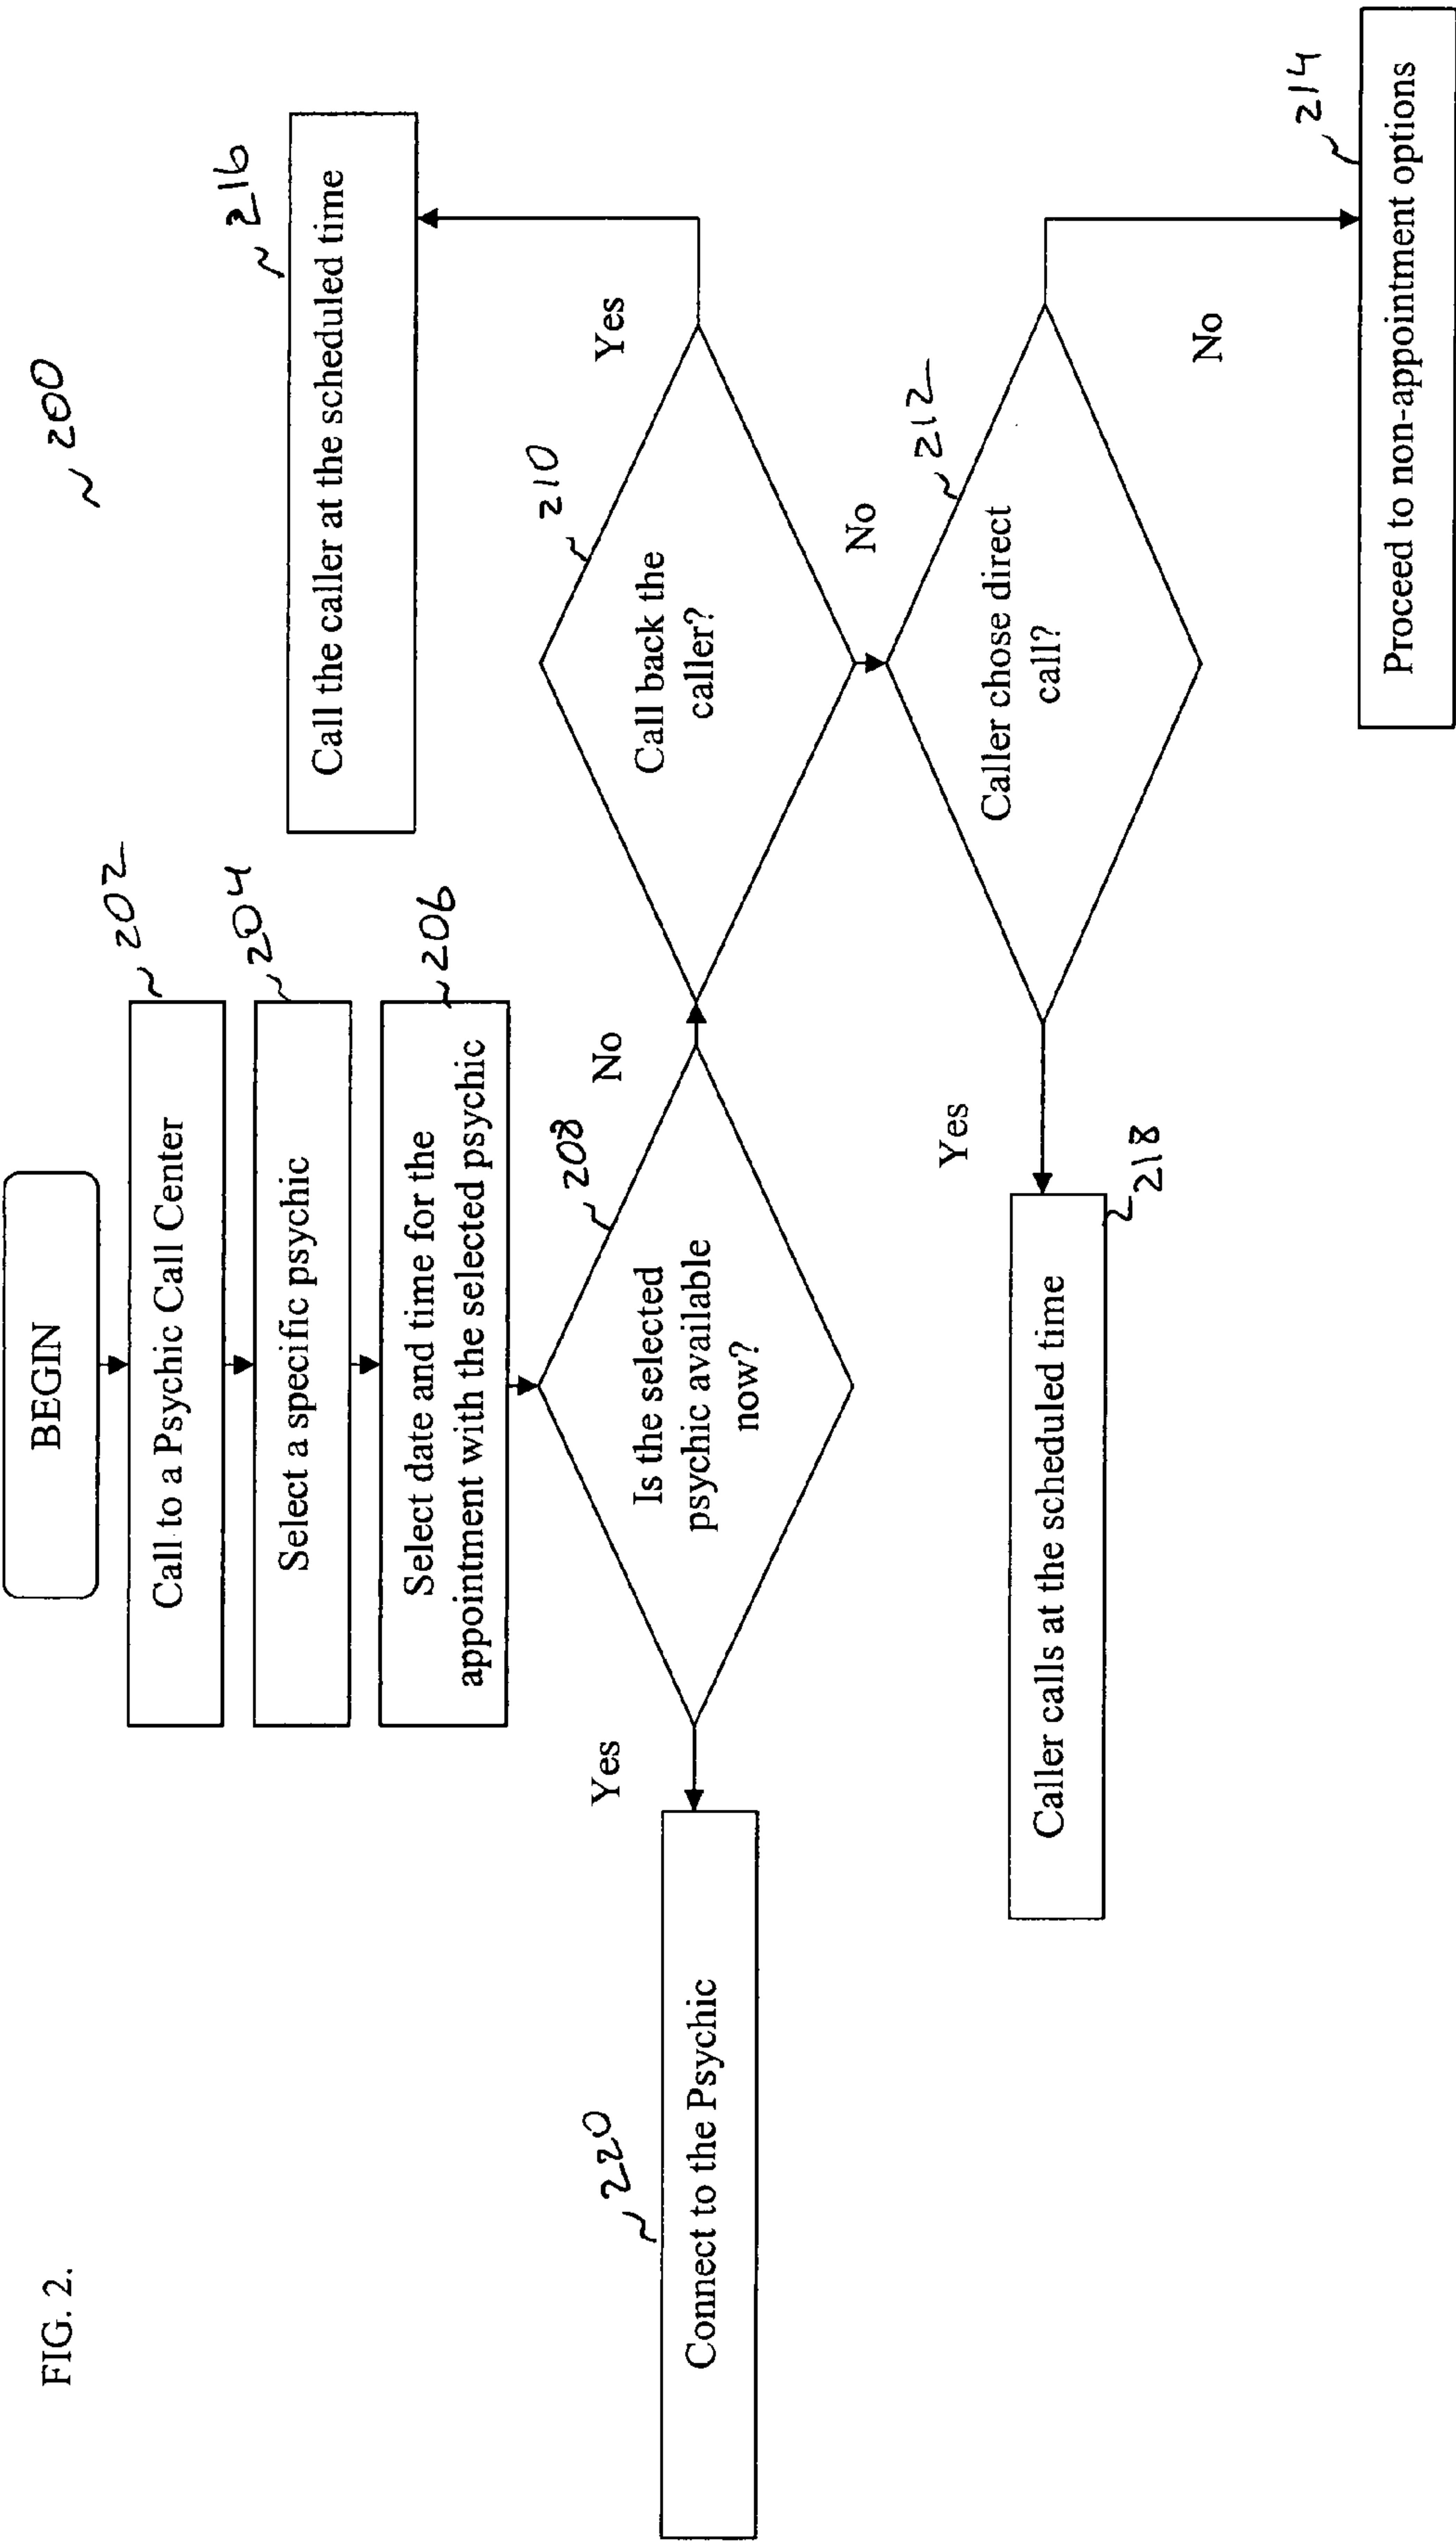 FIG. 2.
200
BEGIN
202
Call to a Psychic Call Center
204
Select a specific psychic
206
Select date and time for the
appointment with the selected psychic
208
Is the selected
psychic available
now?
Yes
No
220
Connect to the Psychic
210
Call back the
caller?
Yes
216
Call the caller at the scheduled time
No
212
Caller chose direct
call?
Yes
218
Caller calls at the scheduled time
No
214
Proceed to non-appointment options